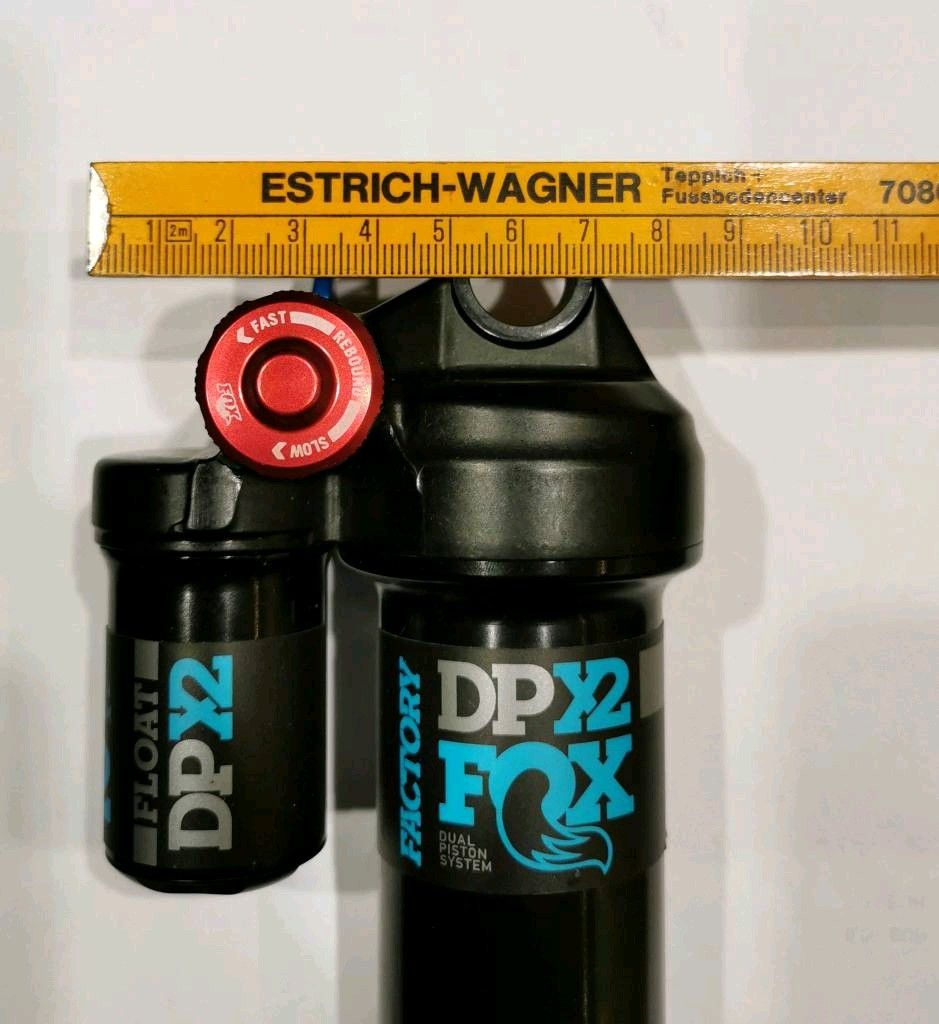 ESTRICH-WAGNER
Teppich-
Fussbodencenter
1 2m 2 3 4 5 6 7 8 9 10 11
FAST
REBOUND
SLOW
FOX
FLOAT
DPX2
FACTORY
DPX2
FOX
DUAL
PISTON
SYSTEM